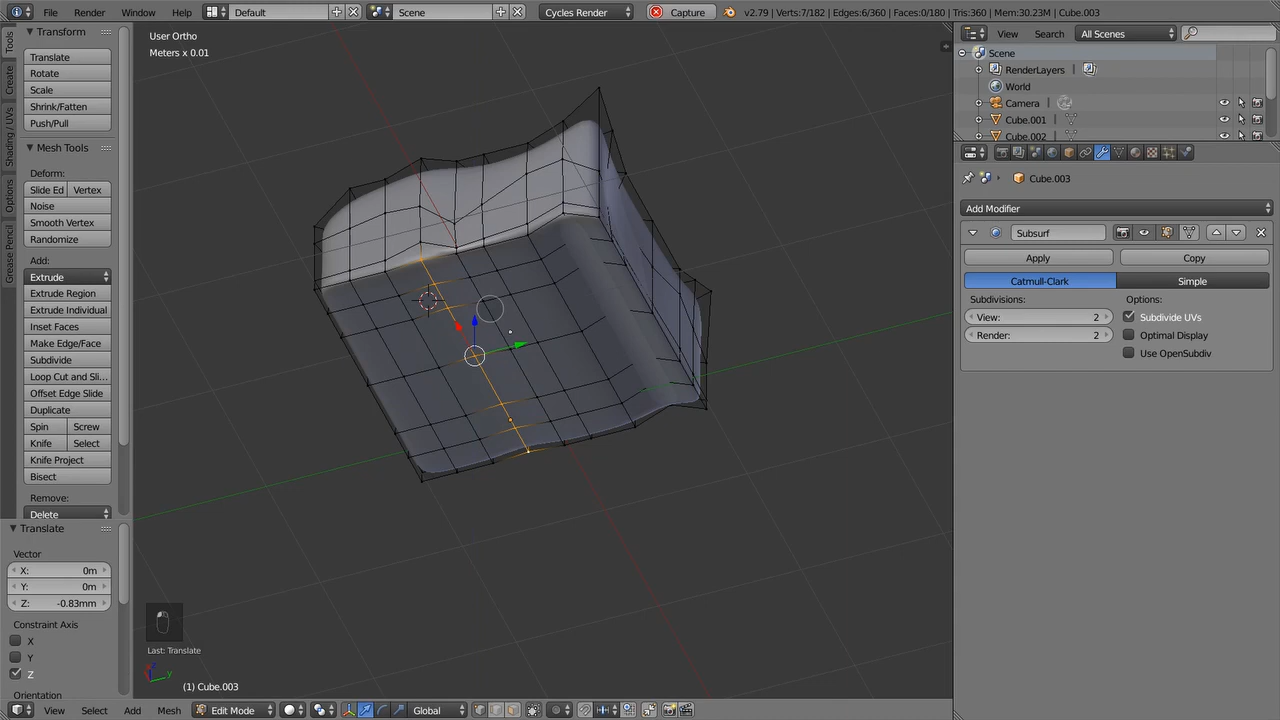 File Render Window Help Default Scene Cycles Render Capture v2.79 | Verts:7/182 | Edges:6/360 | Faces:0/180 | Tris:360 | Mem:30.23M | Cube.003
Tools
Create
Shading / UVs
Options
Grease Pencil
Transform
Translate
Rotate
Scale
Shrink/Fatten
Push/Pull
Mesh Tools
Deform:
Slide Ed Vertex
Noise
Smooth Vertex
Randomize
Add:
Extrude
Extrude Region
Extrude Individual
Inset Faces
Make Edge/Face
Subdivide
Loop Cut and Sli...
Offset Edge Slide
Duplicate
Spin Screw
Knife Select
Knife Project
Bisect
Remove:
Delete
Translate
Vector
X: 0m
Y: 0m
Z: -0.83mm
Constraint Axis
X
Y
Z
Orientation
User Ortho
Meters x 0.01
Last: Translate
Z
Y
(1) Cube.003
View Select Add Mesh Edit Mode Global
View Search All Scenes
Scene
RenderLayers
World
Camera
Cube.001
Cube.002
Cube.003
Add Modifier
Subsurf
Apply Copy
Catmull-Clark Simple
Subdivisions: Options:
View: 2 Subdivide UVs
Render: 2 Optimal Display
Use OpenSubdiv